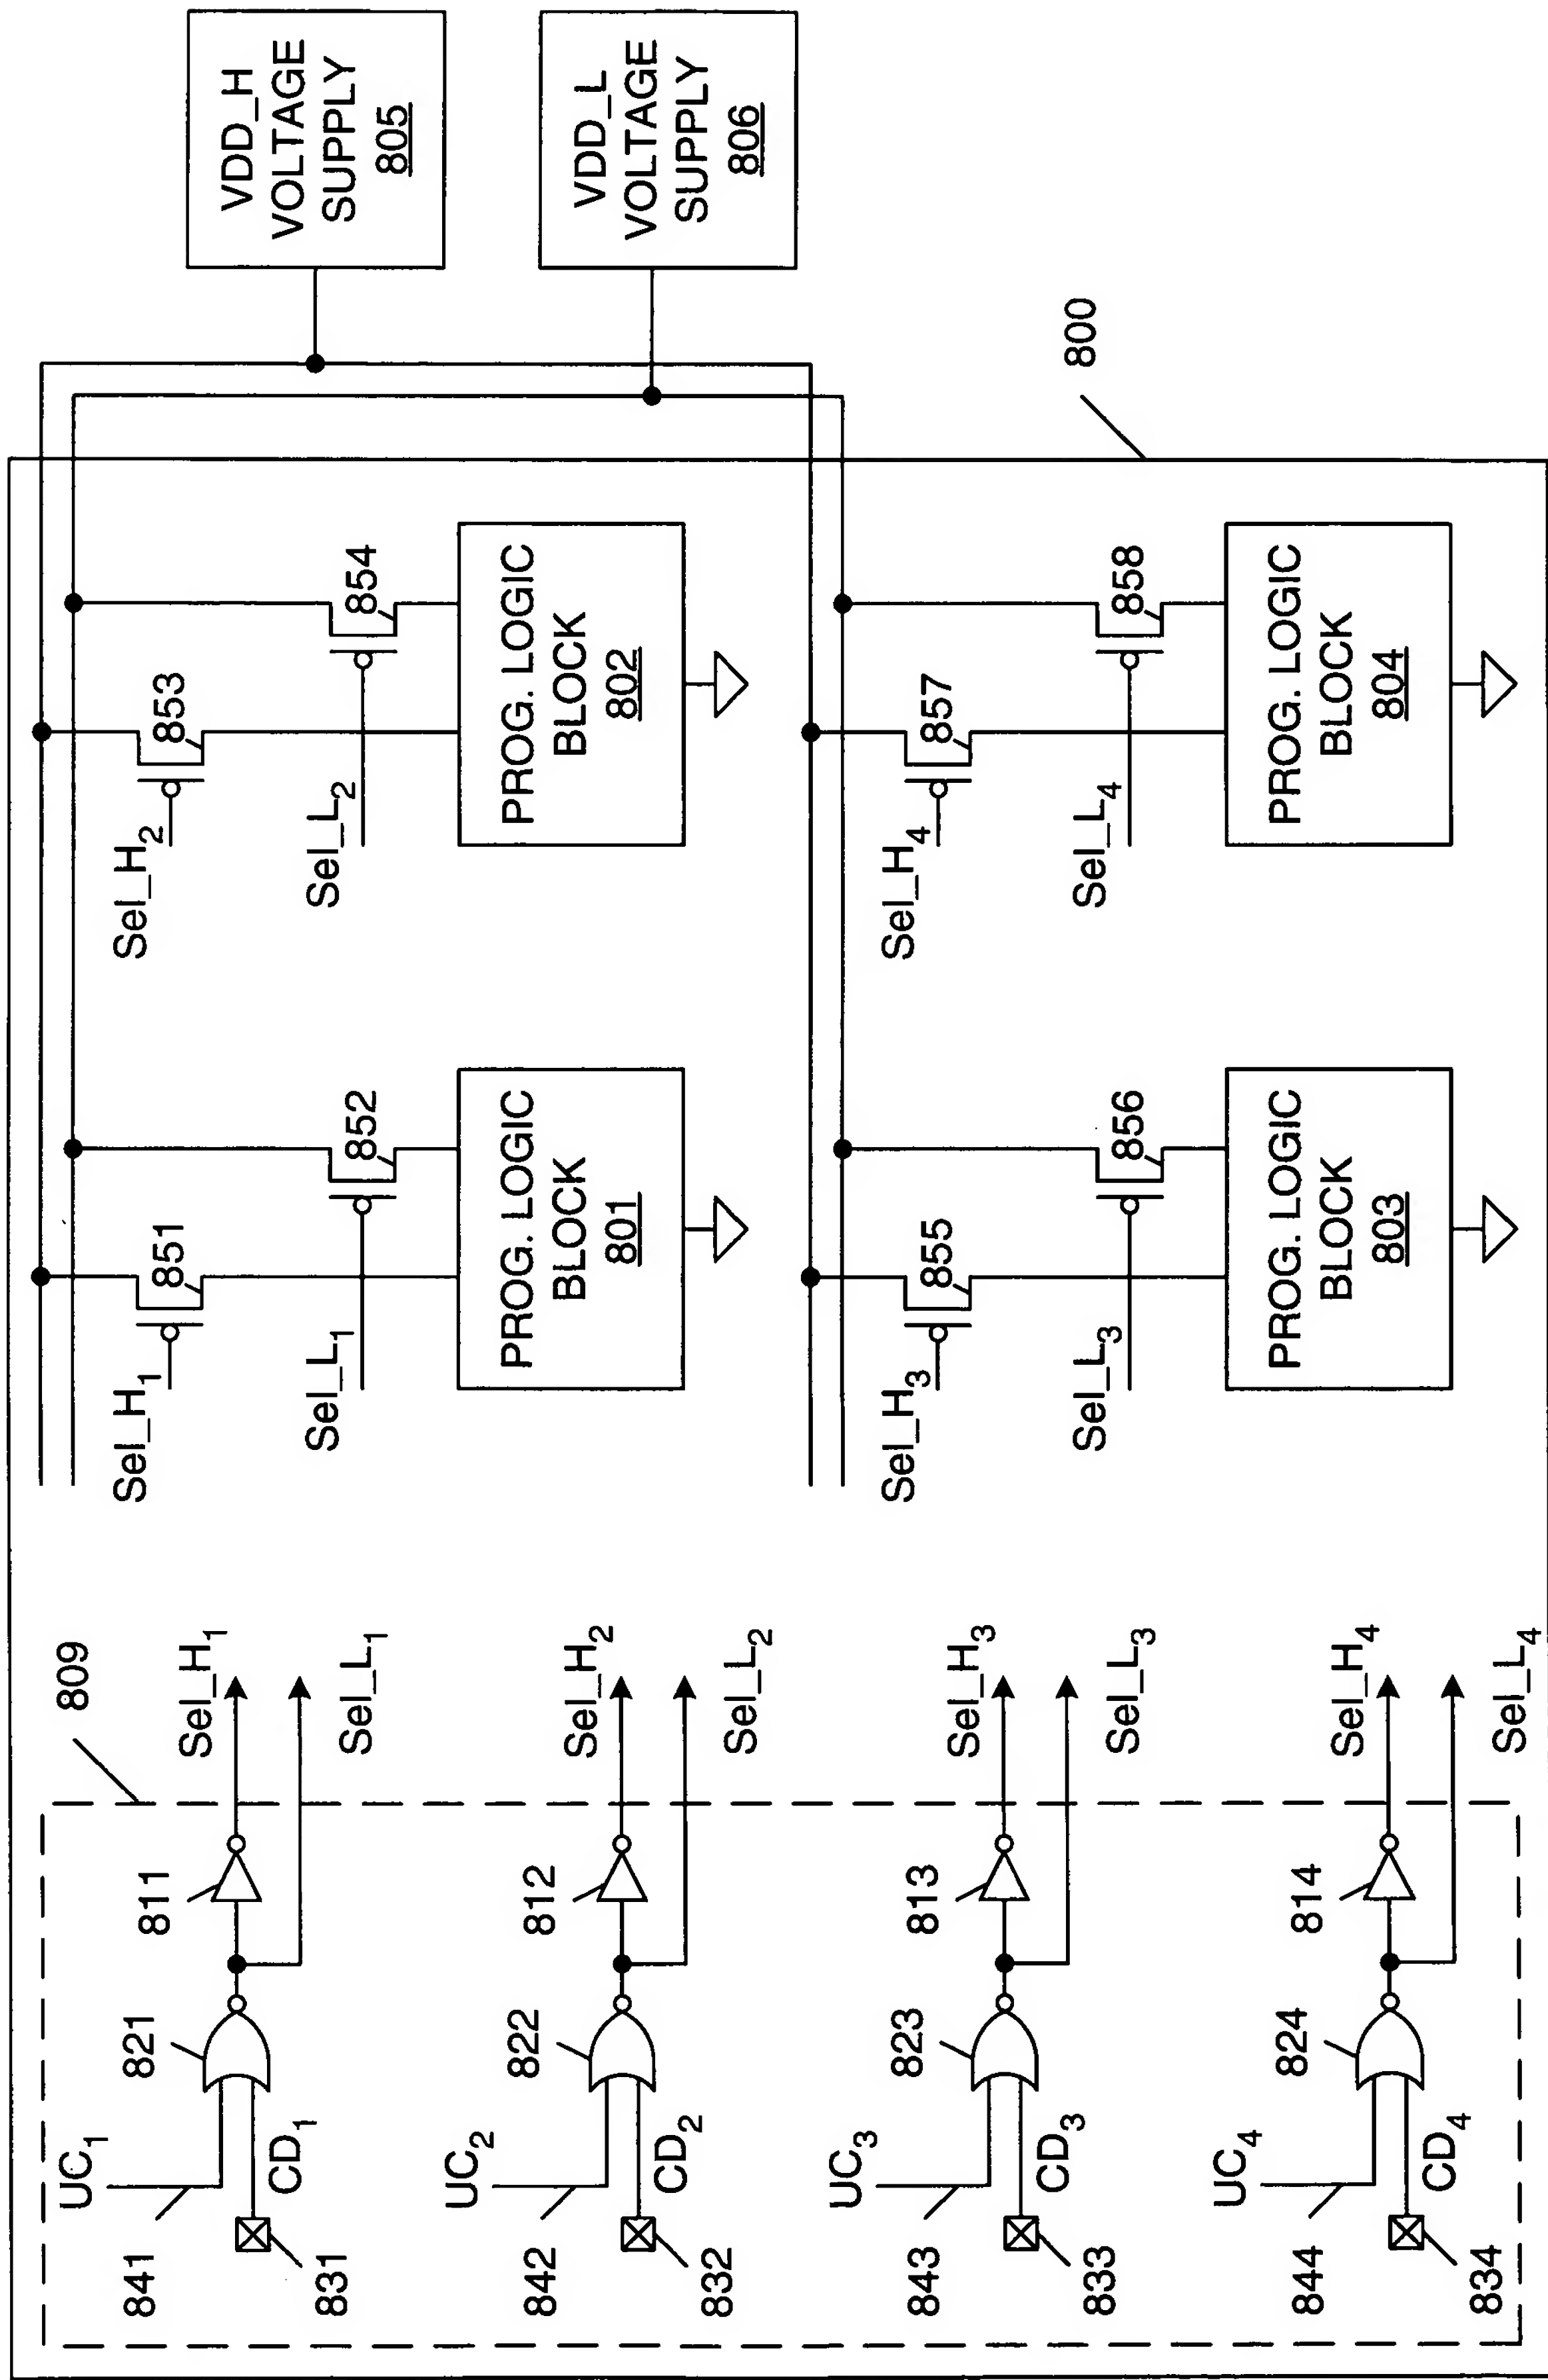 809
UC₁
841
831
CD₁
821
811
Sel_H₁
Sel_L₁
UC₂
842
832
CD₂
822
812
Sel_H₂
Sel_L₂
UC₃
843
833
CD₃
823
813
Sel_H₃
Sel_L₃
UC₄
844
834
CD₄
824
814
Sel_H₄
Sel_L₄
Sel_H₁
851
Sel_L₁
852
PROG. LOGIC
BLOCK
801
Sel_H₂
853
Sel_L₂
854
PROG. LOGIC
BLOCK
802
Sel_H₃
855
Sel_L₃
856
PROG. LOGIC
BLOCK
803
Sel_H₄
857
Sel_L₄
858
PROG. LOGIC
BLOCK
804
VDD_H
VOLTAGE
SUPPLY
805
VDD_L
VOLTAGE
SUPPLY
806
800